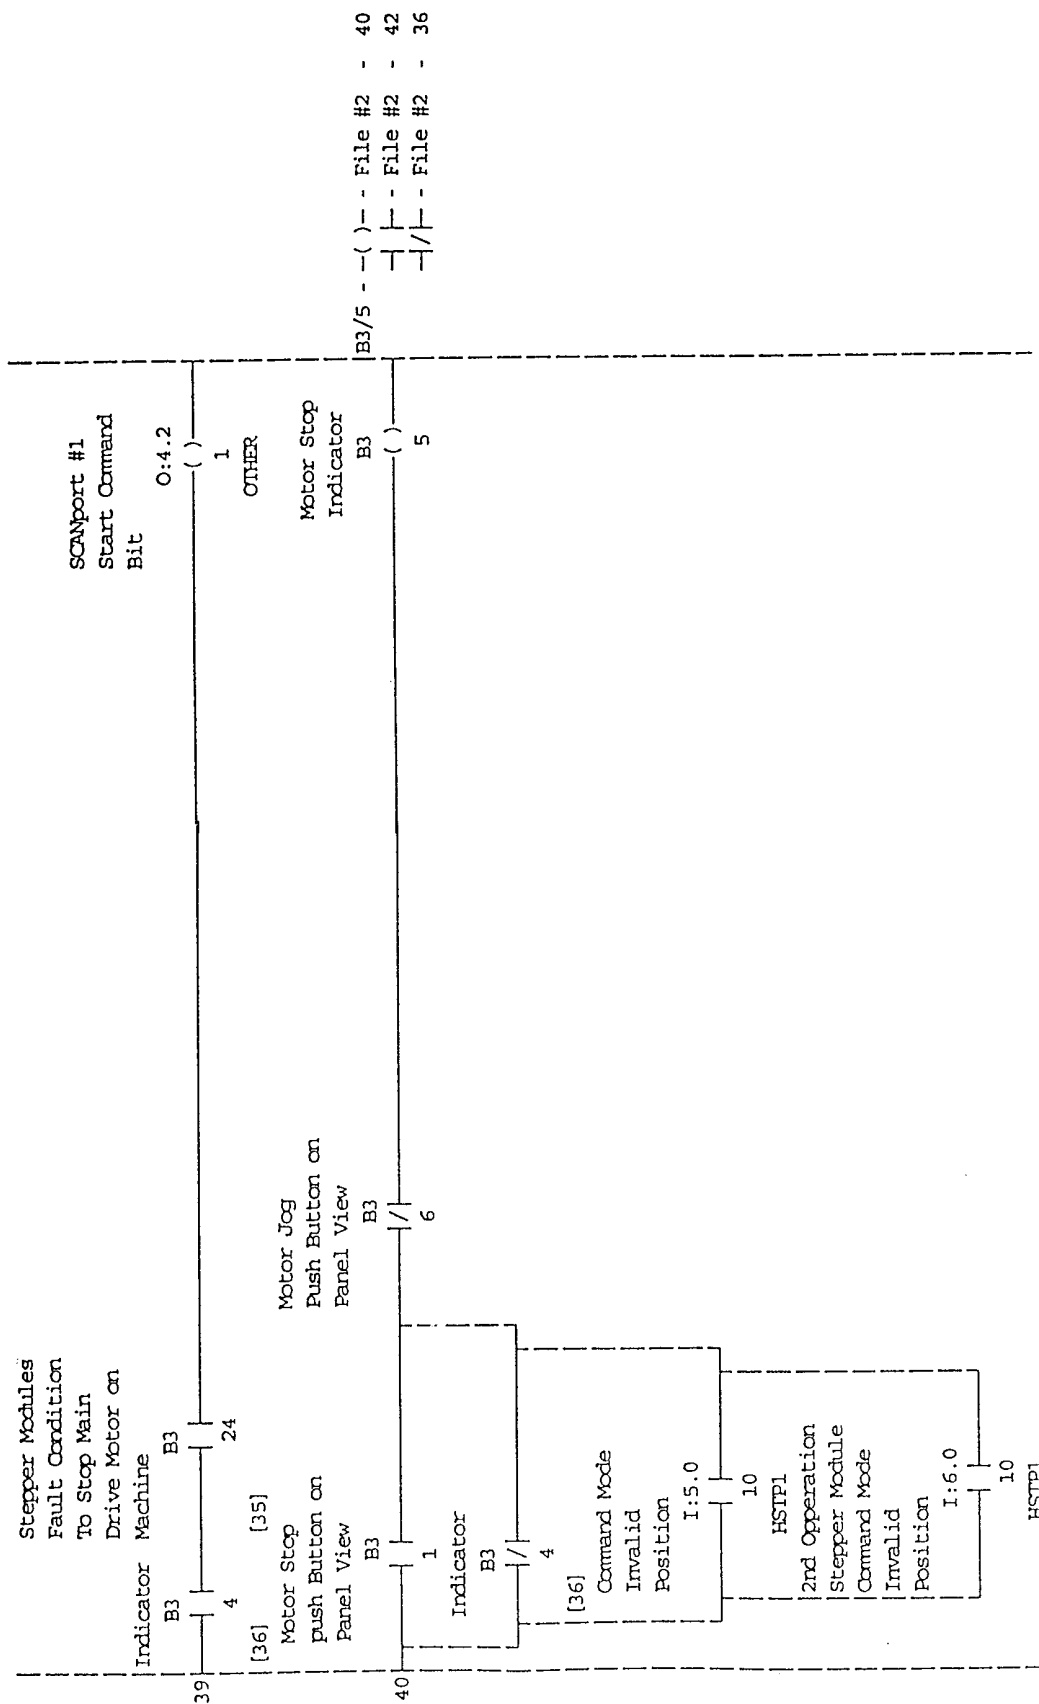 Stepper Modules
Fault Condition
To Stop Main
Drive Motor on
Indicator Machine
SCANport #1
Start Command
Bit
B3 B3 O:4.2
39 ( )
4 24 1
[36] [35] OTHER
Motor Stop
push Button on
Panel View
Motor Jog
Push Button on
Panel View
Motor Stop
Indicator
B3 B3 B3
40 / ( ) B3/5 - ( ) - - File #2 - 40
1 6 5
- - File #2 - 42
/ - - File #2 - 36
Indicator
B3
/
4
[36]
Command Mode
Invalid
Position
I:5.0
10
HSTP1
2nd Opperation
Stepper Module
Command Mode
Invalid
Position
I:6.0
10
HSTP1